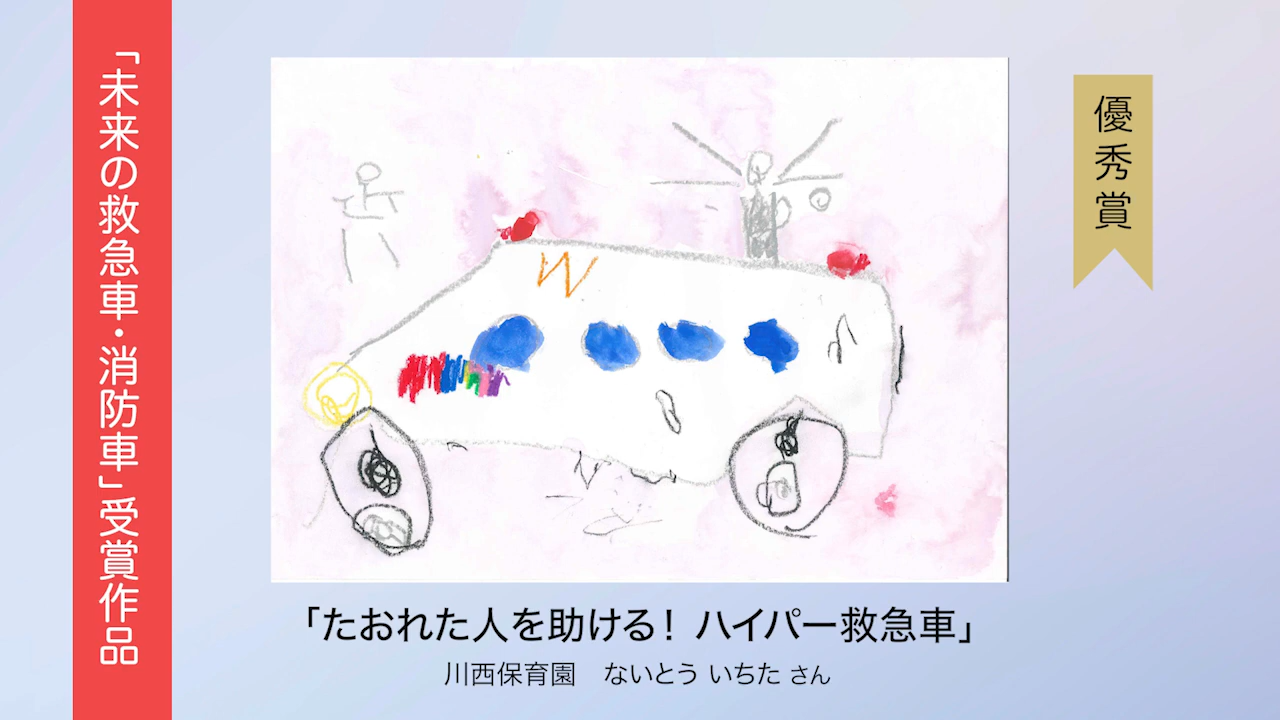 「未来の救急車・消防車」受賞作品
優秀賞
W
「たおれた人を助ける！ ハイパー救急車」
川西保育園　ないとう いちた さん